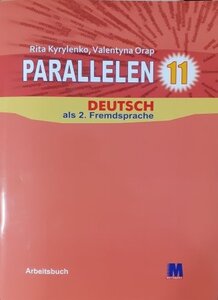 Rita Kyrylenko, Valentyna Orap
PARALLELEN 11
DEUTSCH
als 2. Fremdsprache
Arbeitsbuch